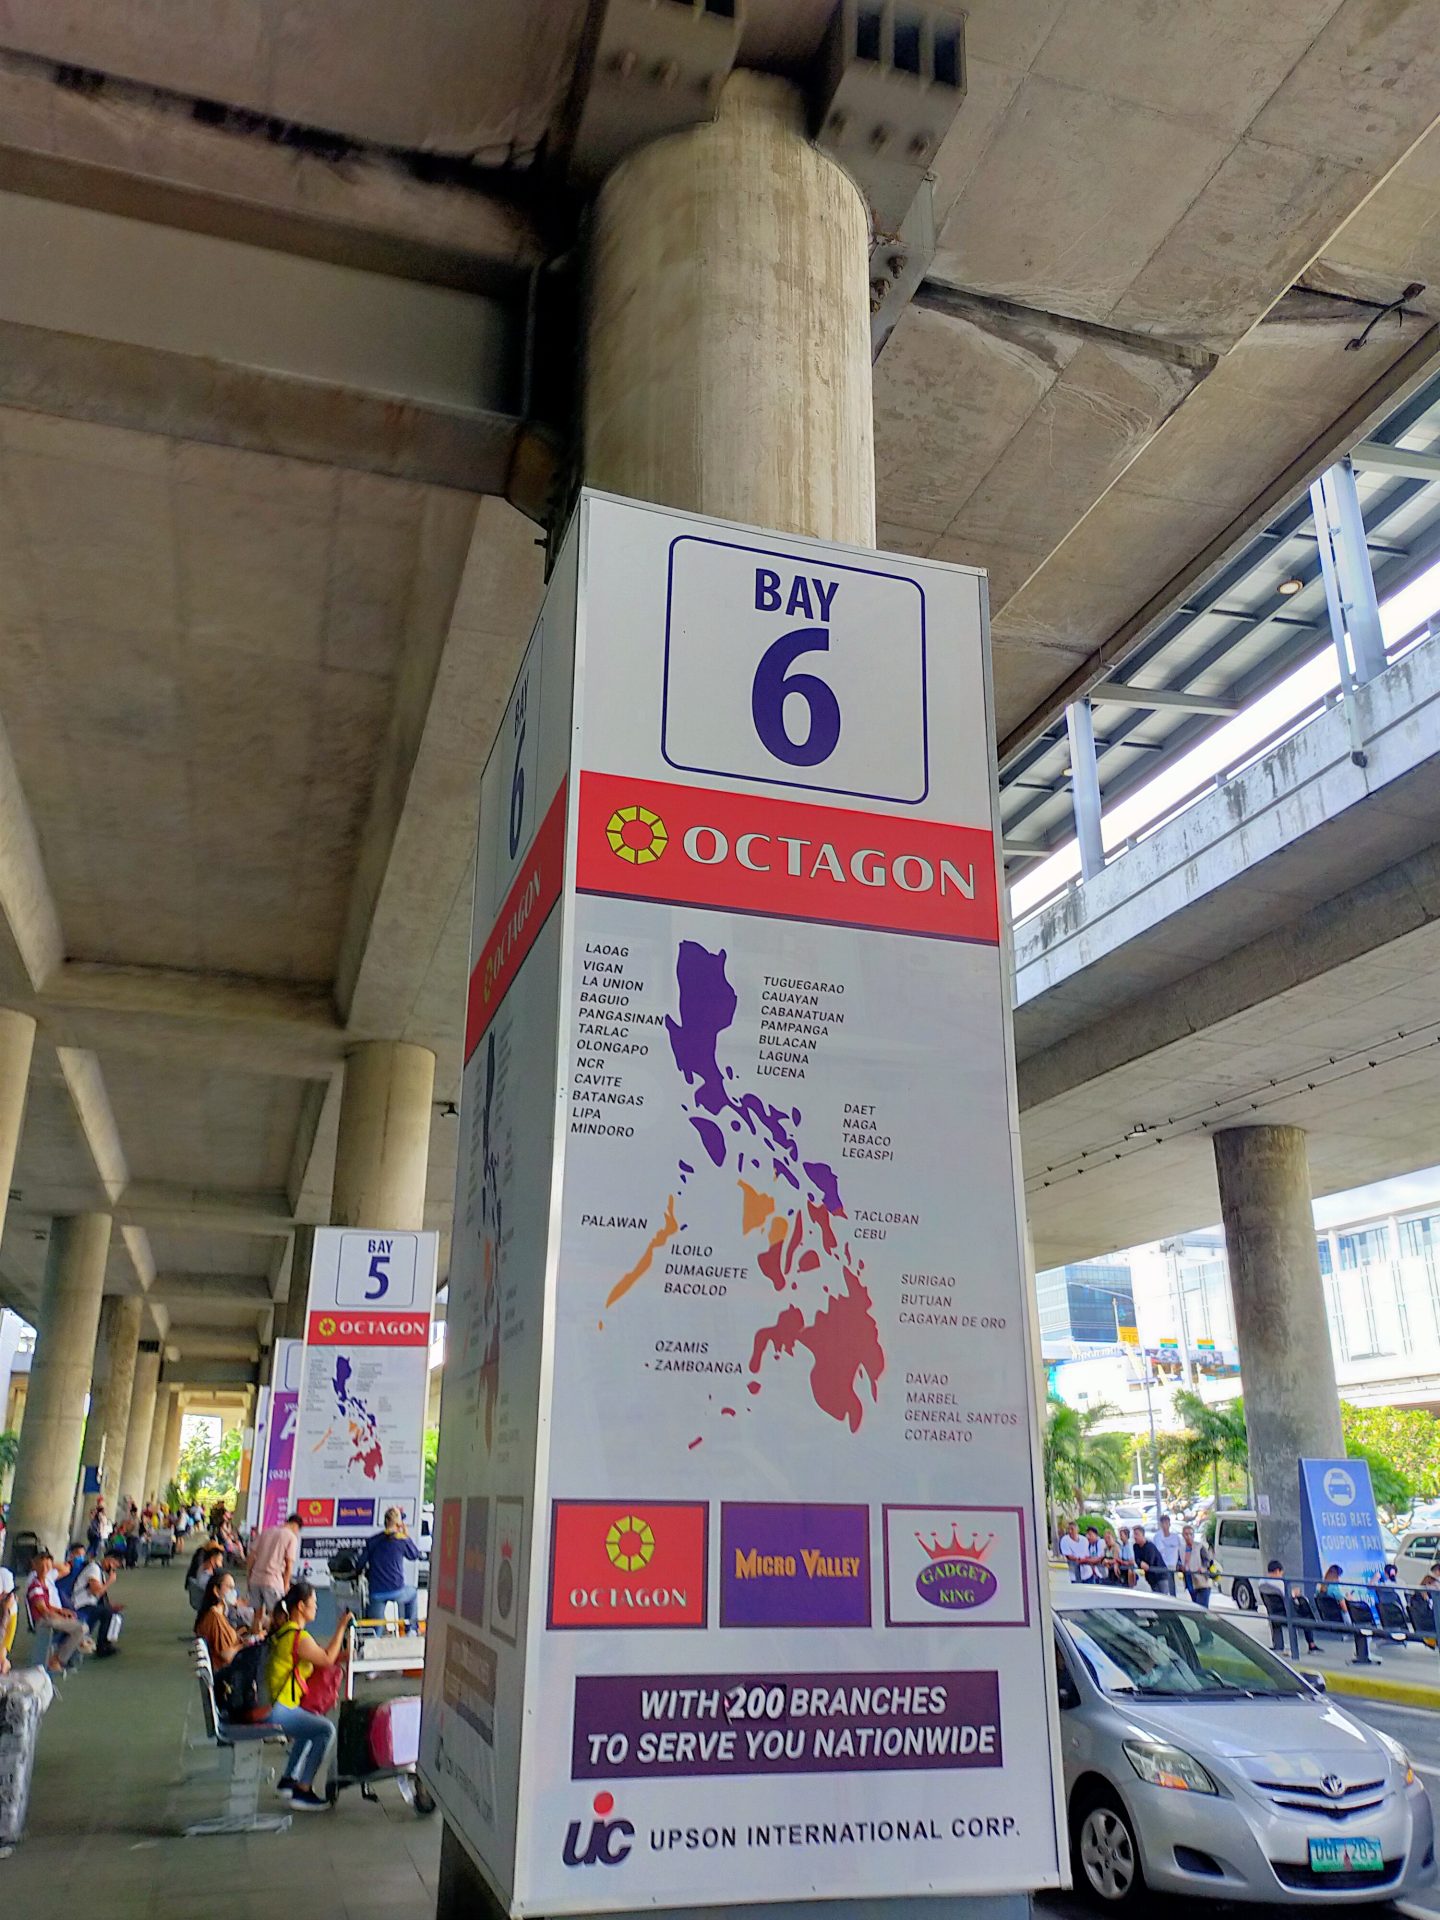 BAY
6
OCTAGON
LAOAG
VIGAN
LA UNION
BAGUIO
PANGASINAN
TARLAC
OLONGAPO
NCR
CAVITE
BATANGAS
LIPA
MINDORO
TUGUEGARAO
CAUAYAN
CABANATUAN
PAMPANGA
BULACAN
LAGUNA
LUCENA
DAET
NAGA
TABACO
LEGASPI
PALAWAN
TACLOBAN
CEBU
ILOILO
DUMAGUETE
BACOLOD
SURIGAO
BUTUAN
CAGAYAN DE ORO
OZAMIS
ZAMBOANGA
DAVAO
MARBEL
GENERAL SANTOS
COTABATO
OCTAGON
MICRO VALLEY
GADGET
KING
WITH 200 BRANCHES
TO SERVE YOU NATIONWIDE
uic UPSON INTERNATIONAL CORP.
BAY
6
OCTAGON
BAY
5
OCTAGON
FIXED RATE
COUPON TAXI